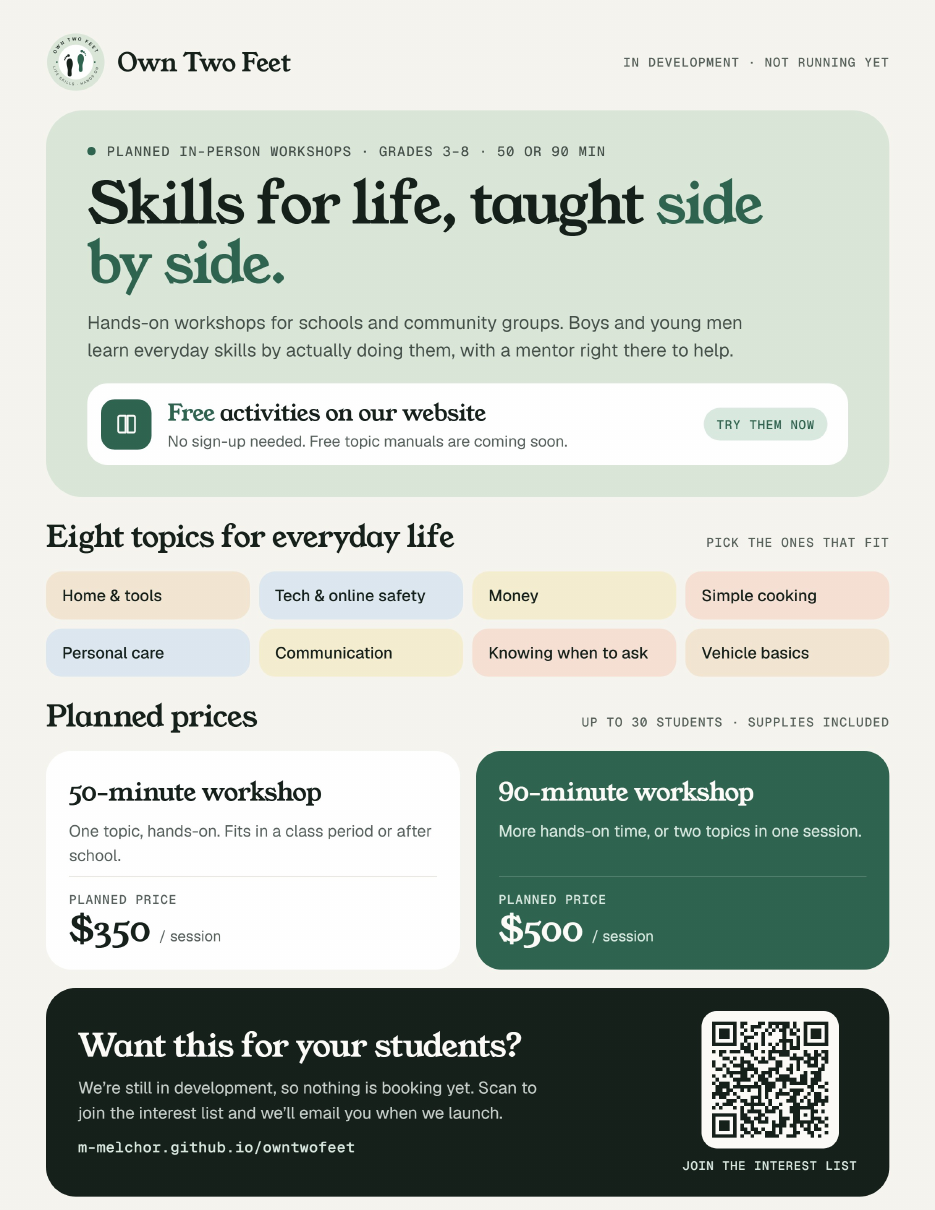 OWN TWO FEET
LIFE SKILLS · HANDS-ON
Own Two Feet
IN DEVELOPMENT · NOT RUNNING YET
PLANNED IN-PERSON WORKSHOPS · GRADES 3–8 · 50 OR 90 MIN
Skills for life, taught side
by side.
Hands-on workshops for schools and community groups. Boys and young men
learn everyday skills by actually doing them, with a mentor right there to help.
Free activities on our website
No sign-up needed. Free topic manuals are coming soon.
TRY THEM NOW
Eight topics for everyday life
PICK THE ONES THAT FIT
Home & tools
Tech & online safety
Money
Simple cooking
Personal care
Communication
Knowing when to ask
Vehicle basics
Planned prices
UP TO 30 STUDENTS · SUPPLIES INCLUDED
50-minute workshop
One topic, hands-on. Fits in a class period or after
school.
PLANNED PRICE
$350 / session
90-minute workshop
More hands-on time, or two topics in one session.
PLANNED PRICE
$500 / session
Want this for your students?
We’re still in development, so nothing is booking yet. Scan to
join the interest list and we’ll email you when we launch.
m-melchor.github.io/owntwofeet
JOIN THE INTEREST LIST